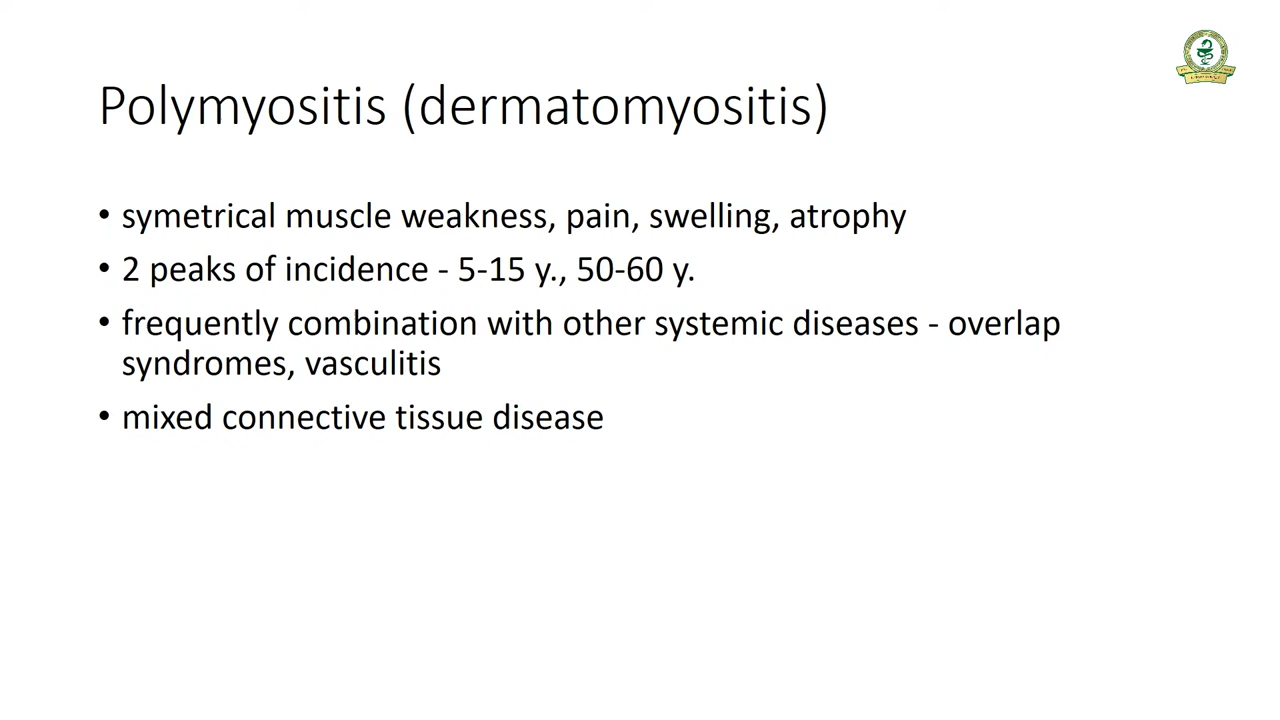 Polymyositis (dermatomyositis)
• symetrical muscle weakness, pain, swelling, atrophy
• 2 peaks of incidence - 5-15 y., 50-60 y.
• frequently combination with other systemic diseases - overlap
syndromes, vasculitis
• mixed connective tissue disease